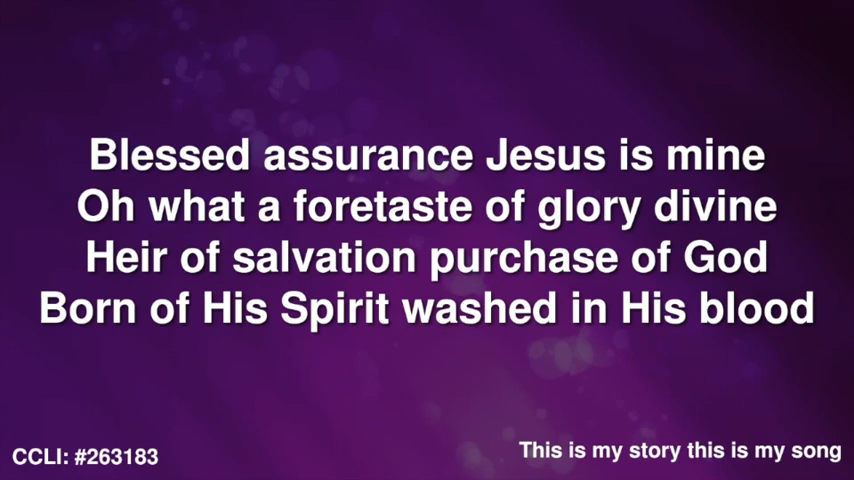 Blessed assurance Jesus is mine
Oh what a foretaste of glory divine
Heir of salvation purchase of God
Born of His Spirit washed in His blood
CCLI: #263183
This is my story this is my song